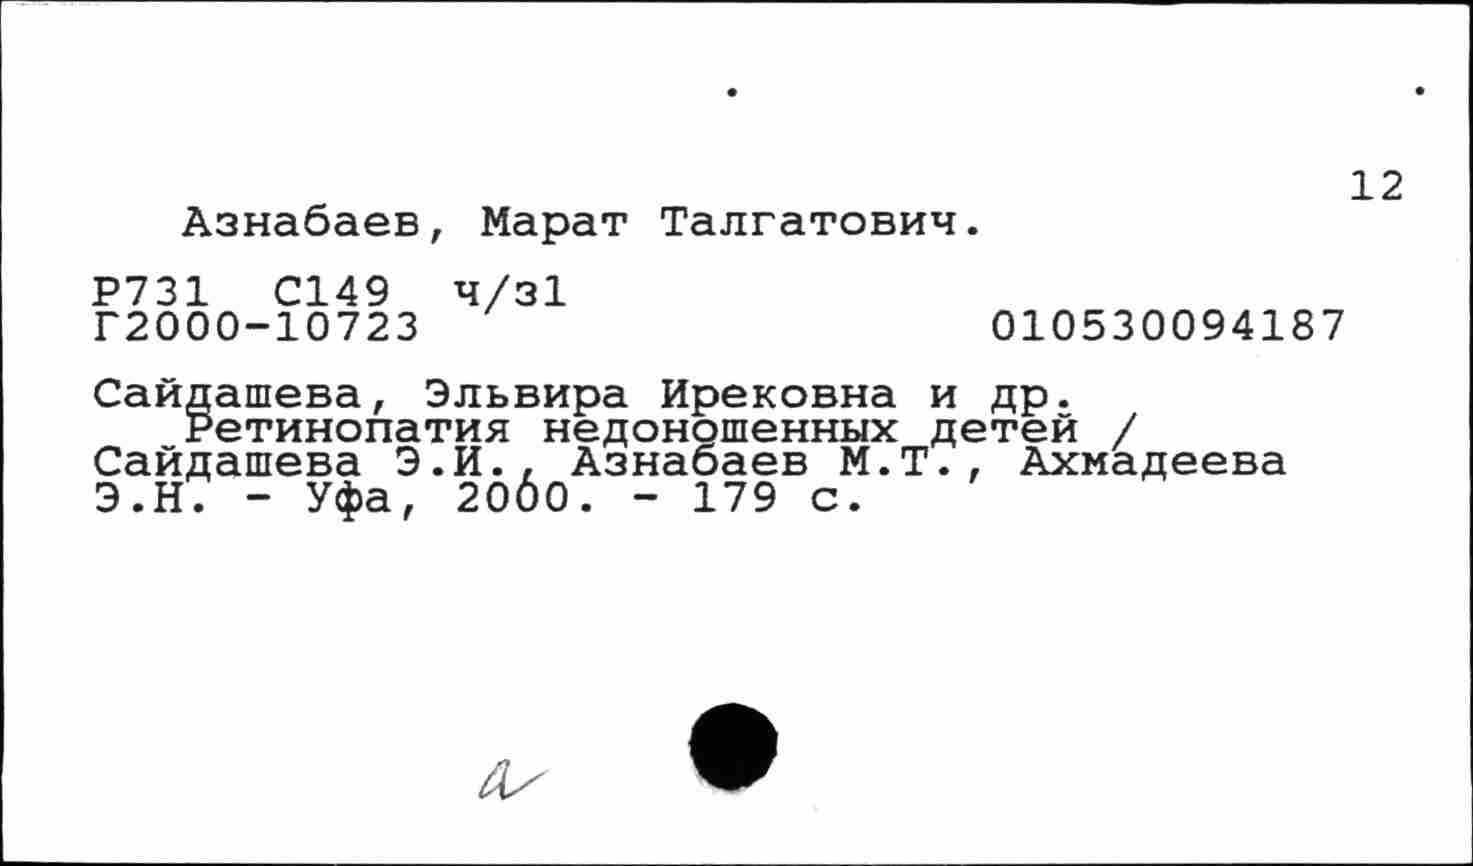 12
Азнабаев, Марат Талгатович.
Р731 С149 ч/з1
Г2000-10723 010530094187
Сайдашева, Эльвира Ирековна и др.
Ретинопатия недоношенных детей /
Сайдашева Э.И., Азнабаев М.Т., Ахмадеева
Э.Н. - Уфа, 2000. - 179 с.
а